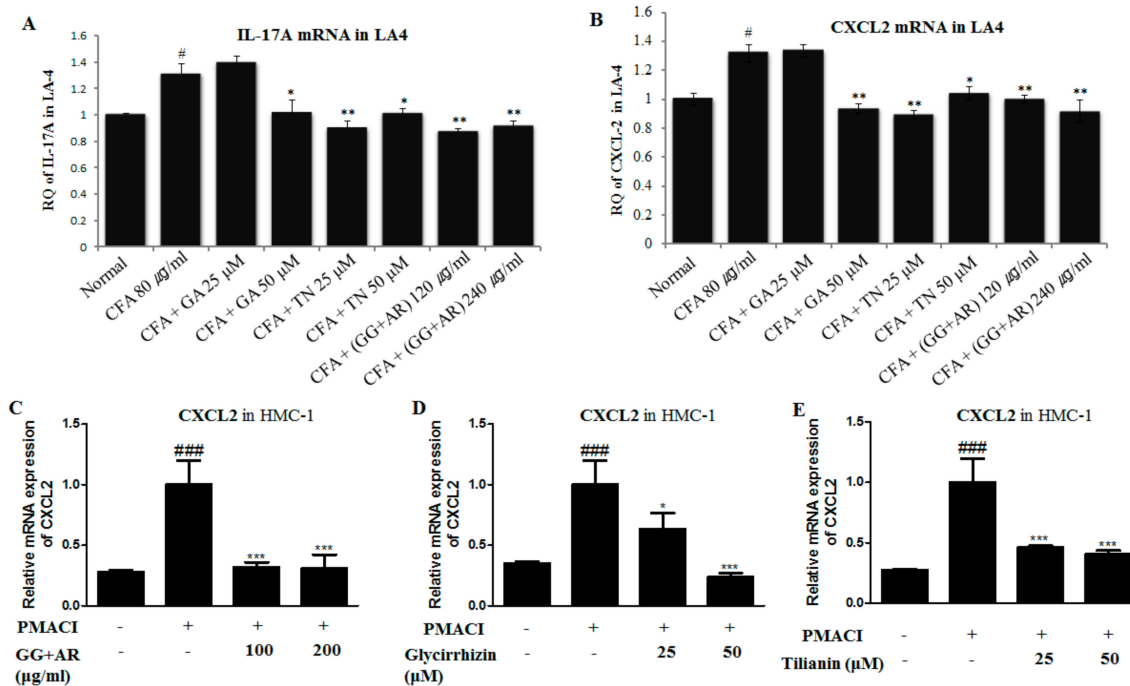 A
IL-17A mRNA in LA4
RQ of IL-17A in LA-4
1.6
1.4
1.2
1
0.8
0.6
0.4
0.2
0
#
*
**
*
**
**
Normal
CFA 80 μg/ml
CFA + GA 25 μM
CFA + GA 50 μM
CFA + TN 25 μM
CFA + TN 50 μM
CFA + (GG+AR) 120 μg/ml
CFA + (GG+AR) 240 μg/ml
B
CXCL2 mRNA in LA4
RQ of CXCL-2 in LA-4
1.6
1.4
1.2
1
0.8
0.6
0.4
0.2
0
#
**
**
*
**
**
Normal
CFA 80 μg/ml
CFA + GA 25 μM
CFA + GA 50 μM
CFA + TN 25 μM
CFA + TN 50 μM
CFA + (GG+AR) 120 μg/ml
CFA + (GG+AR) 240 μg/ml
C
CXCL2 in HMC-1
Relative mRNA expression
of CXCL2
1.5
1.0
0.5
0.0
###
***
***
PMACI - + + +
GG+AR - - 100 200
(μg/ml)
D
CXCL2 in HMC-1
Relative mRNA expression
of CXCL2
1.5
1.0
0.5
0.0
###
*
***
PMACI - + + +
Glycirrhizin - - 25 50
(μM)
E
CXCL2 in HMC-1
Relative mRNA expression
of CXCL2
1.5
1.0
0.5
0.0
###
***
***
PMACI - + + +
Tilianin (μM) - - 25 50